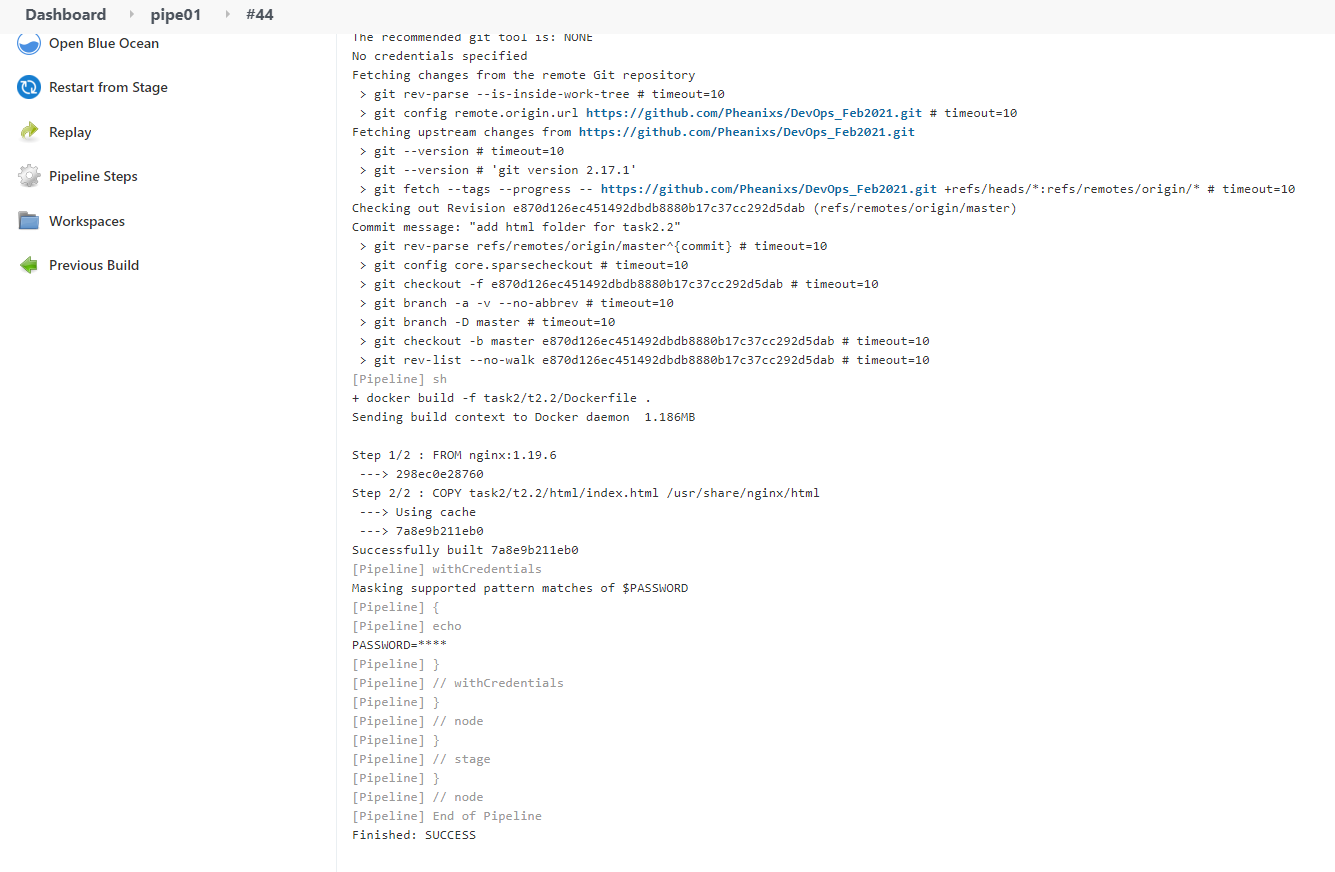 Dashboard pipe01 #44
Open Blue Ocean
Restart from Stage
Replay
Pipeline Steps
Workspaces
Previous Build
The recommended git tool is: NONE
No credentials specified
Fetching changes from the remote Git repository
 > git rev-parse --is-inside-work-tree # timeout=10
 > git config remote.origin.url https://github.com/Pheanixs/DevOps_Feb2021.git # timeout=10
Fetching upstream changes from https://github.com/Pheanixs/DevOps_Feb2021.git
 > git --version # timeout=10
 > git --version # 'git version 2.17.1'
 > git fetch --tags --progress -- https://github.com/Pheanixs/DevOps_Feb2021.git +refs/heads/*:refs/remotes/origin/* # timeout=10
Checking out Revision e870d126ec451492dbdb8880b17c37cc292d5dab (refs/remotes/origin/master)
Commit message: "add html folder for task2.2"
 > git rev-parse refs/remotes/origin/master^{commit} # timeout=10
 > git config core.sparsecheckout # timeout=10
 > git checkout -f e870d126ec451492dbdb8880b17c37cc292d5dab # timeout=10
 > git branch -a -v --no-abbrev # timeout=10
 > git branch -D master # timeout=10
 > git checkout -b master e870d126ec451492dbdb8880b17c37cc292d5dab # timeout=10
 > git rev-list --no-walk e870d126ec451492dbdb8880b17c37cc292d5dab # timeout=10
[Pipeline] sh
+ docker build -f task2/t2.2/Dockerfile .
Sending build context to Docker daemon  1.186MB
Step 1/2 : FROM nginx:1.19.6
 ---> 298ec0e28760
Step 2/2 : COPY task2/t2.2/html/index.html /usr/share/nginx/html
 ---> Using cache
 ---> 7a8e9b211eb0
Successfully built 7a8e9b211eb0
[Pipeline] withCredentials
Masking supported pattern matches of $PASSWORD
[Pipeline] {
[Pipeline] echo
PASSWORD=****
[Pipeline] }
[Pipeline] // withCredentials
[Pipeline] }
[Pipeline] // node
[Pipeline] }
[Pipeline] // stage
[Pipeline] }
[Pipeline] // node
[Pipeline] End of Pipeline
Finished: SUCCESS